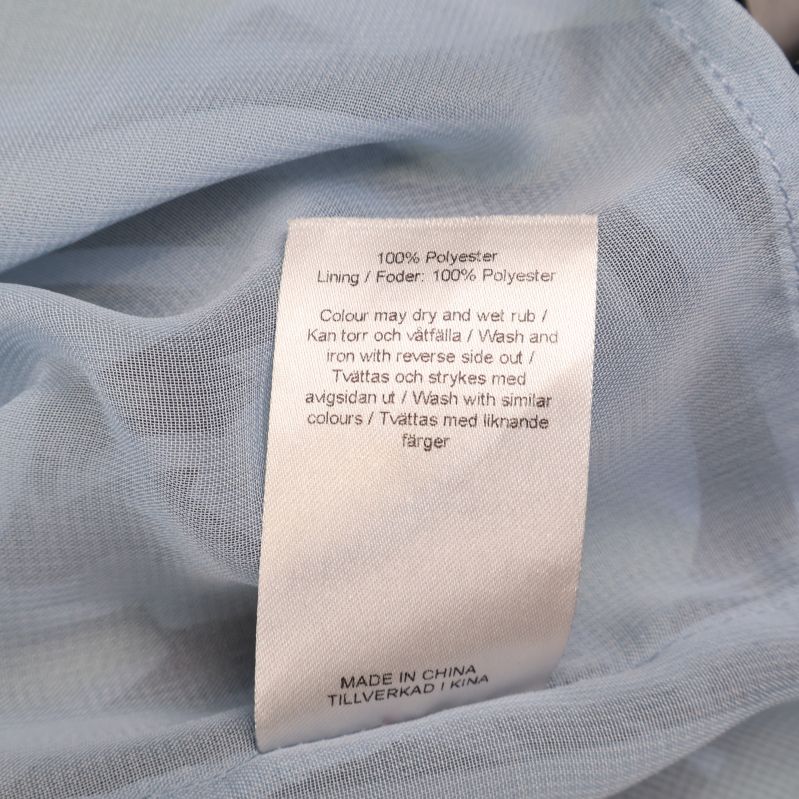 100% Polyester
Lining / Foder: 100% Polyester
Colour may dry and wet rub /
Kan torr och våtfälla / Wash and
iron with reverse side out /
Tvättas och strykes med
avigsidan ut / Wash with similar
colours / Tvättas med liknande
färger
MADE IN CHINA
TILLVERKAD I KINA